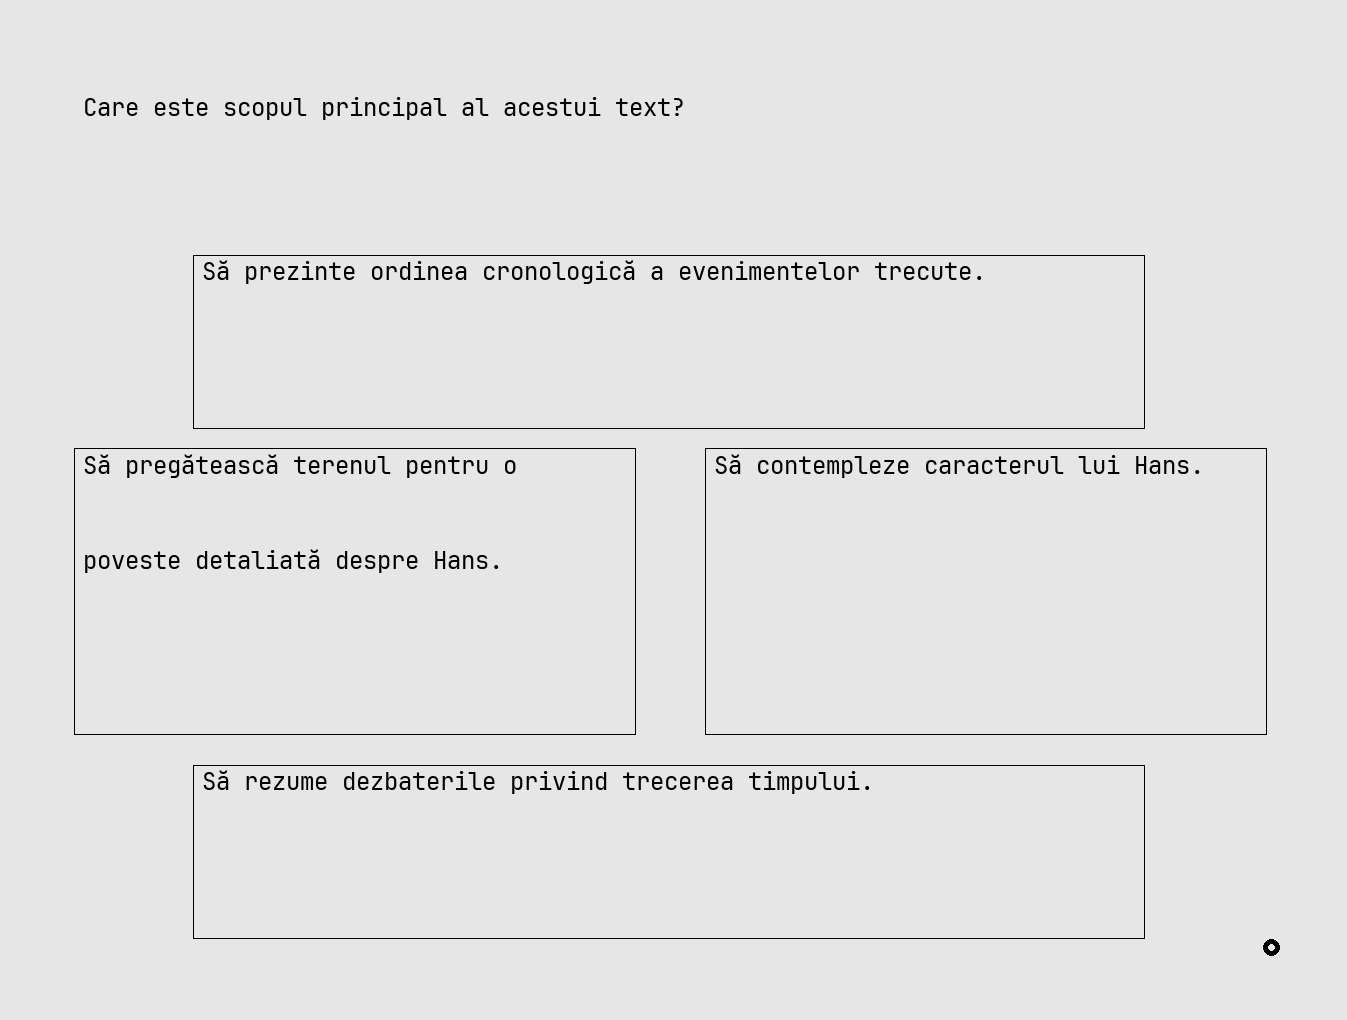 Care este scopul principal al acestui text?
Să prezinte ordinea cronologică a evenimentelor trecute.
Să pregătească terenul pentru o
poveste detaliată despre Hans.
Să contempleze caracterul lui Hans.
Să rezume dezbaterile privind trecerea timpului.